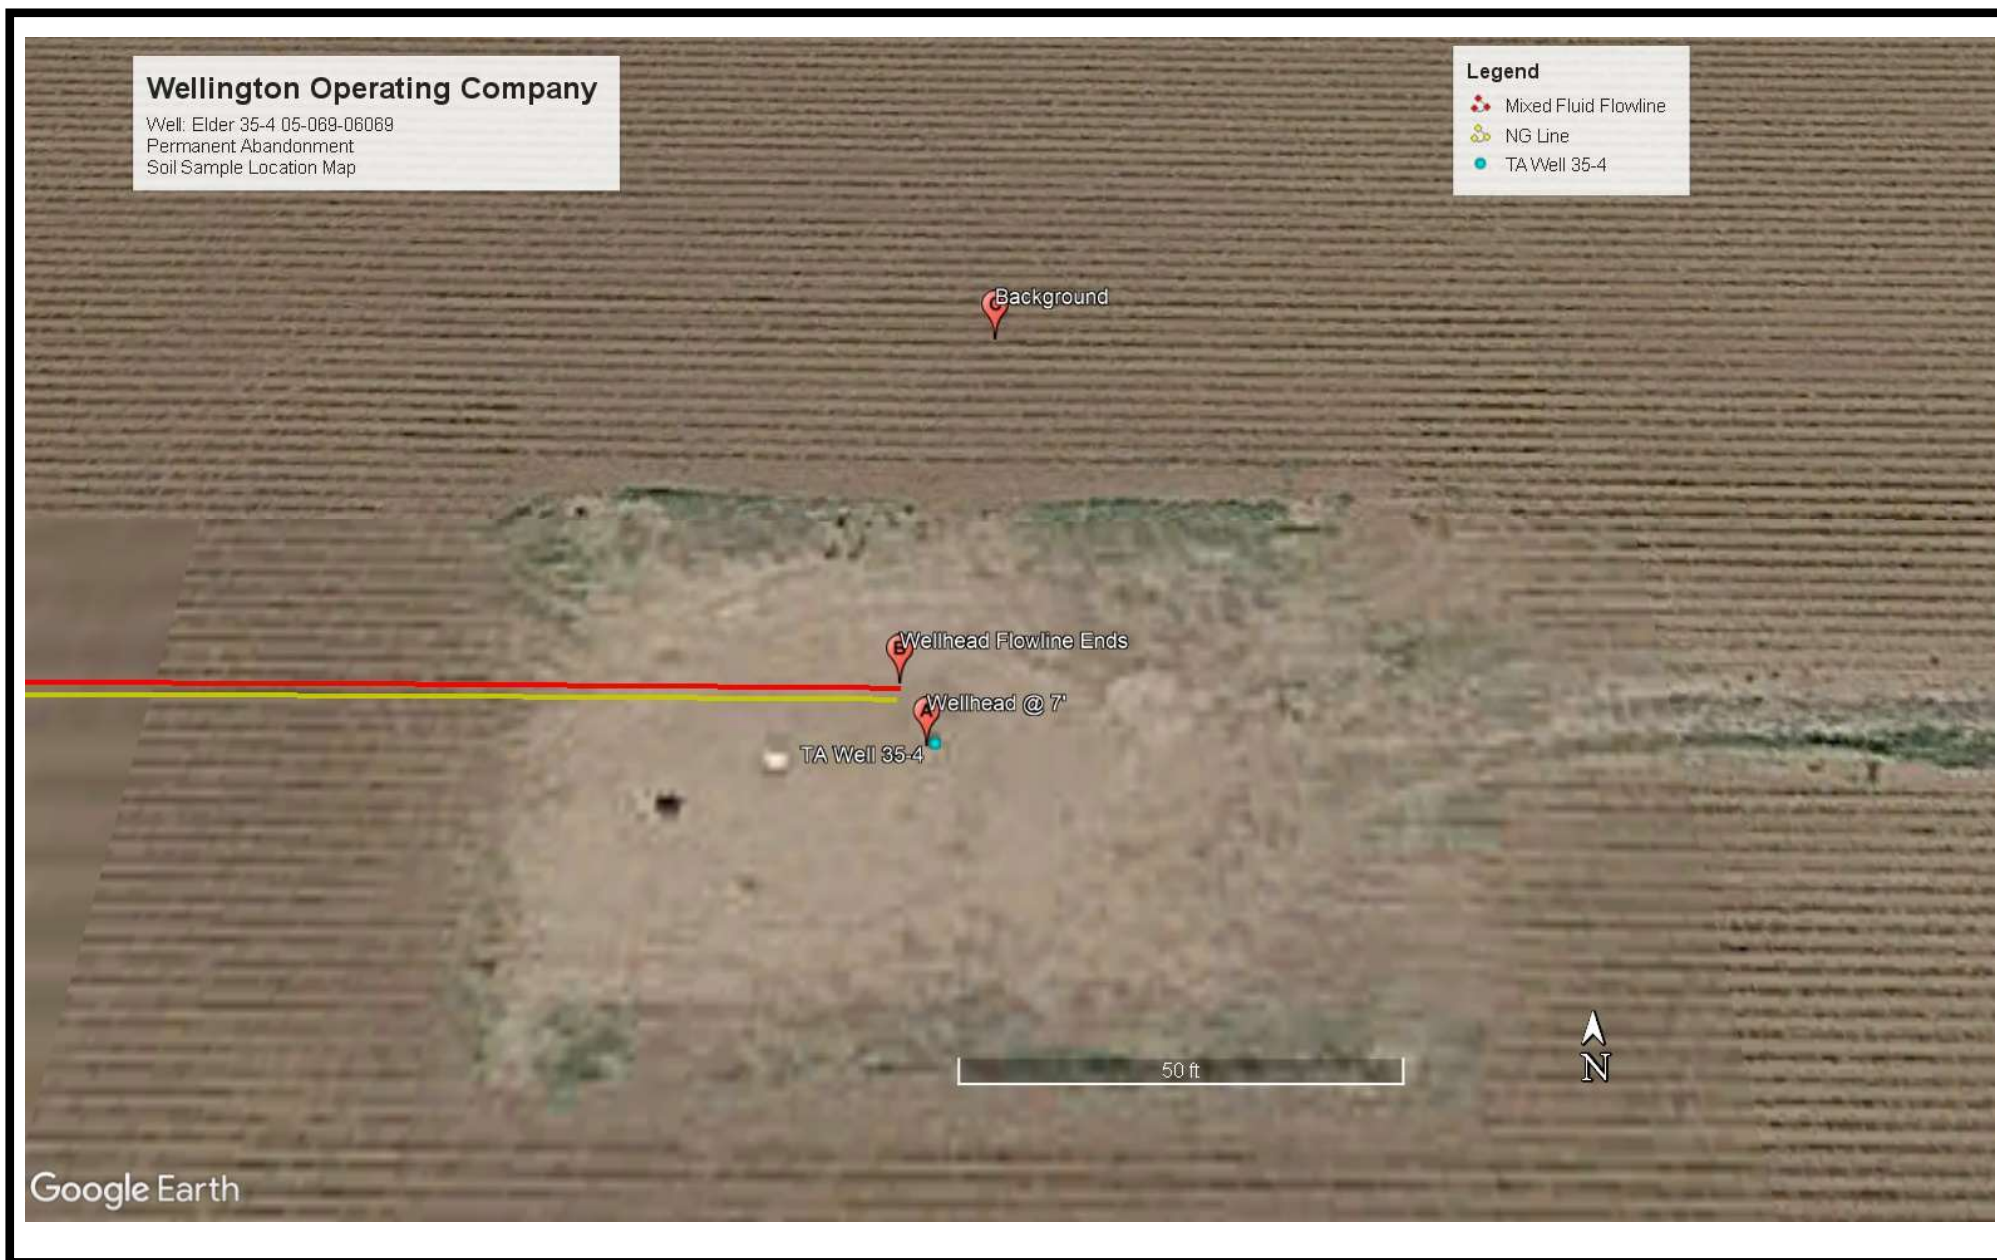 Wellington Operating Company
Well: Elder 35-4 05-069-06069
Permanent Abandonment
Soil Sample Location Map
Legend
Mixed Fluid Flowline
NG Line
TA Well 35-4
C
Background
B
Wellhead Flowline Ends
A
Wellhead @ 7'
TA Well 35-4
50 ft
N
Google Earth